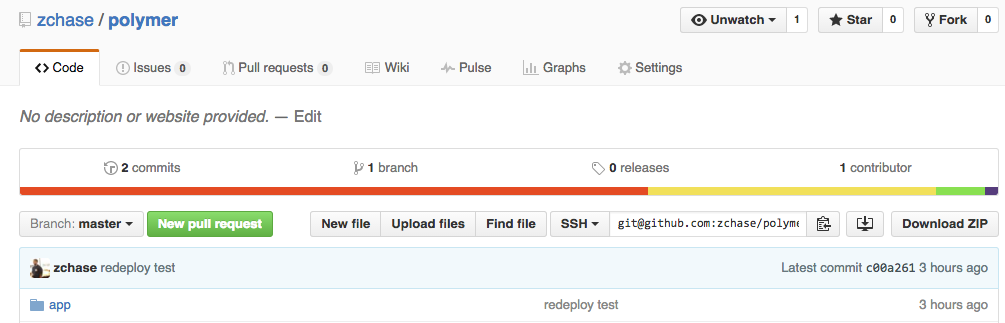 zchase / polymer
Unwatch 1 Star 0 Fork 0
Code Issues 0 Pull requests 0 Wiki Pulse Graphs Settings
No description or website provided. — Edit
2 commits 1 branch 0 releases 1 contributor
Branch: master New pull request New file Upload files Find file SSH git@github.com:zchase/polyme Download ZIP
zchase redeploy test Latest commit c00a261 3 hours ago
app redeploy test 3 hours ago